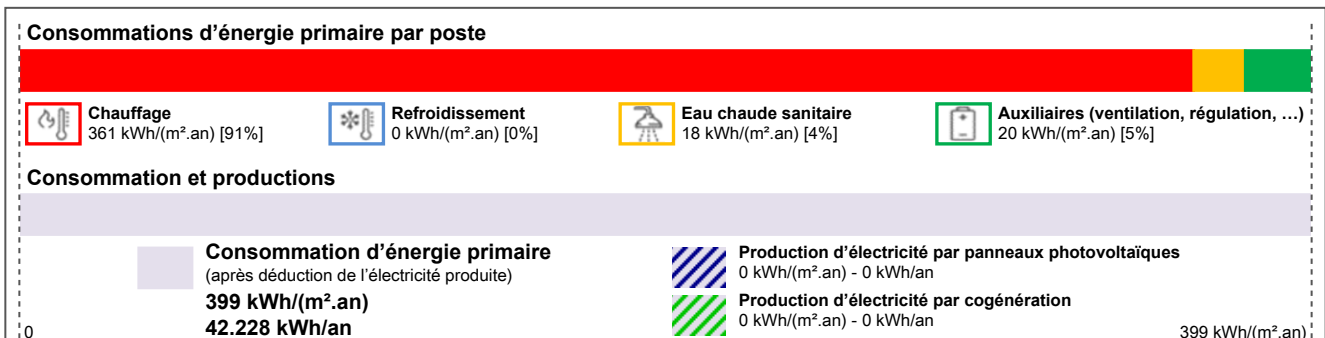 Consommations d'énergie primaire par poste
Chauffage
361 kWh/(m².an) [91%]
Refroidissement
0 kWh/(m².an) [0%]
Eau chaude sanitaire
18 kWh/(m².an) [4%]
Auxiliaires (ventilation, régulation, …)
20 kWh/(m².an) [5%]
Consommation et productions
Consommation d'énergie primaire
(après déduction de l'électricité produite)
399 kWh/(m².an)
42.228 kWh/an
Production d'électricité par panneaux photovoltaïques
0 kWh/(m².an) - 0 kWh/an
Production d'électricité par cogénération
0 kWh/(m².an) - 0 kWh/an
0
399 kWh/(m².an)